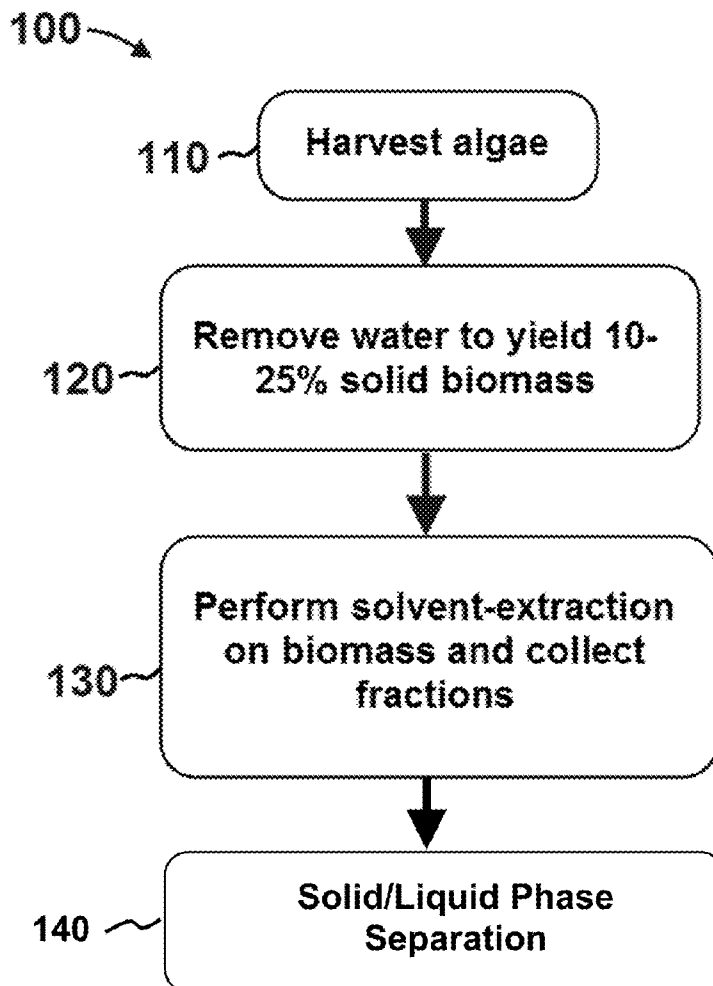 100
110
Harvest algae
120
Remove water to yield 10-
25% solid biomass
130
Perform solvent-extraction
on biomass and collect
fractions
140
Solid/Liquid Phase
Separation